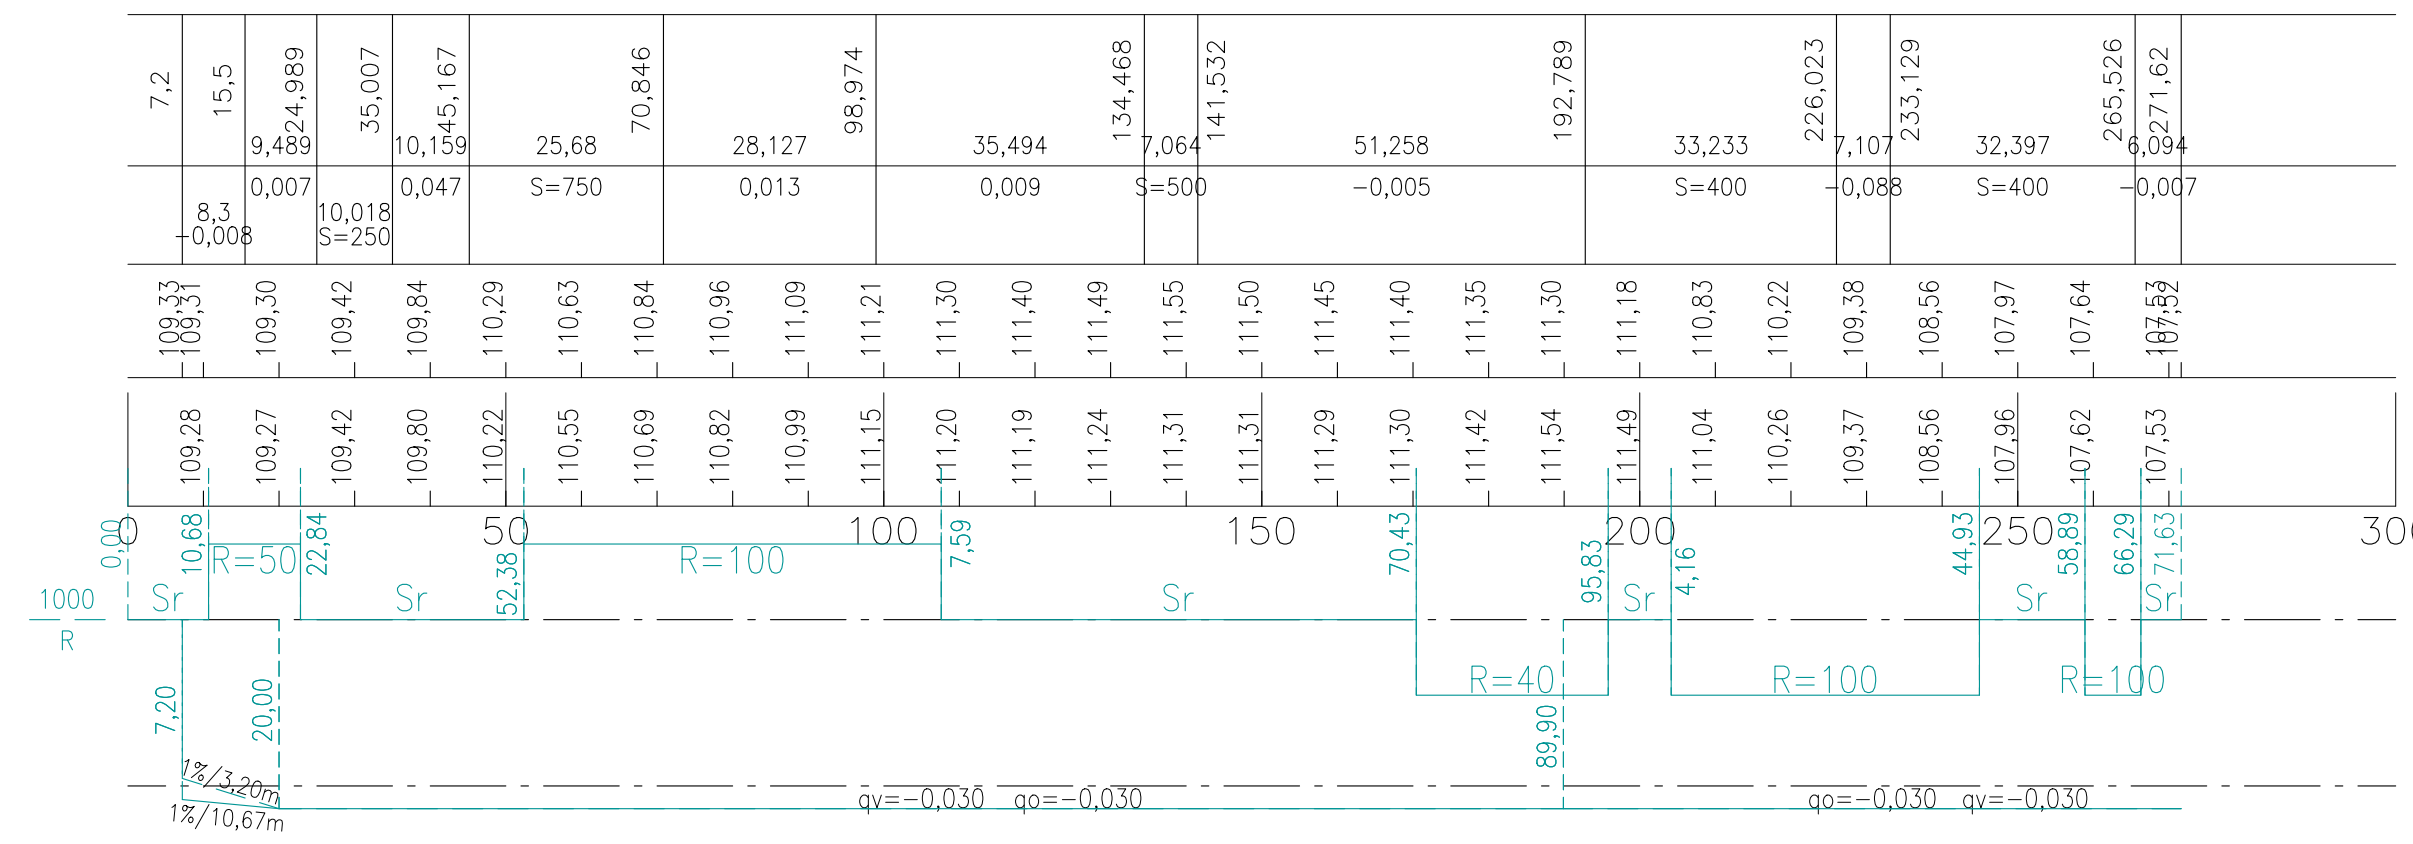 7,2 15,5 24,989 35,007 45,167 70,846 98,974 134,468 141,532 192,789 226,023 233,129 265,526 271,62
9,489 10,159 25,68 28,127 35,494 7,064 51,258 33,233 7,107 32,397 6,094
0,007 0,047 S=750 0,013 0,009 S=500 −0,005 S=400 −0,088 S=400 −0,007
8,3 10,018
−0,008 S=250
109,33 109,31 109,30 109,42 109,84 110,29 110,63 110,84 110,96 111,09 111,21 111,30 111,40 111,49 111,55 111,50 111,45 111,40 111,35 111,30 111,18 110,83 110,22 109,38 108,56 107,97 107,64 107,53 107,52
109,28 109,27 109,42 109,80 110,22 110,55 110,69 110,82 110,99 111,15 111,20 111,19 111,24 111,31 111,31 111,29 111,30 111,42 111,54 111,49 111,04 110,26 109,37 108,56 107,96 107,62 107,53
0 50 100 150 200 250 300
0,00 10,68 22,84 52,38 7,59 70,43 95,83 4,16 44,93 58,89 66,29 71,63
R=50 R=100
1000 Sr Sr Sr Sr Sr Sr
R
R=40 R=100 R=100
7,20 20,00 89,90
1%/3,20m
1%/10,67m
qv=−0,030 qo=−0,030 qo=−0,030 qv=−0,030